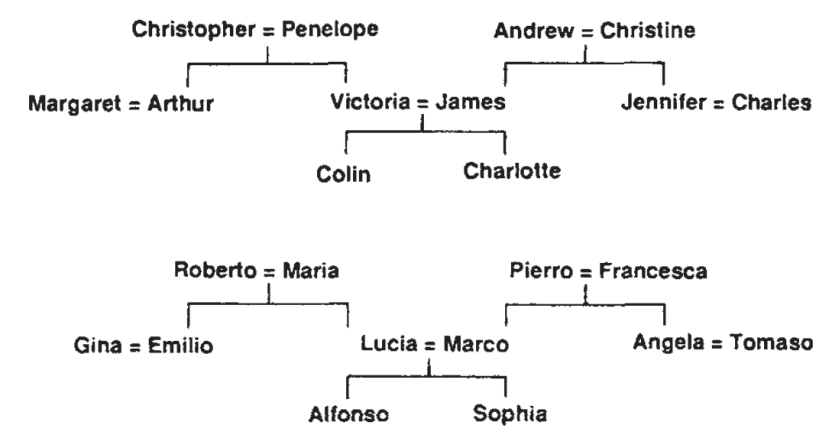 Christopher = Penelope Andrew = Christine
Margaret = Arthur Victoria = James Jennifer = Charles
Colin Charlotte
Roberto = Maria Pierro = Francesca
Gina = Emilio Lucia = Marco Angela = Tomaso
Alfonso Sophia